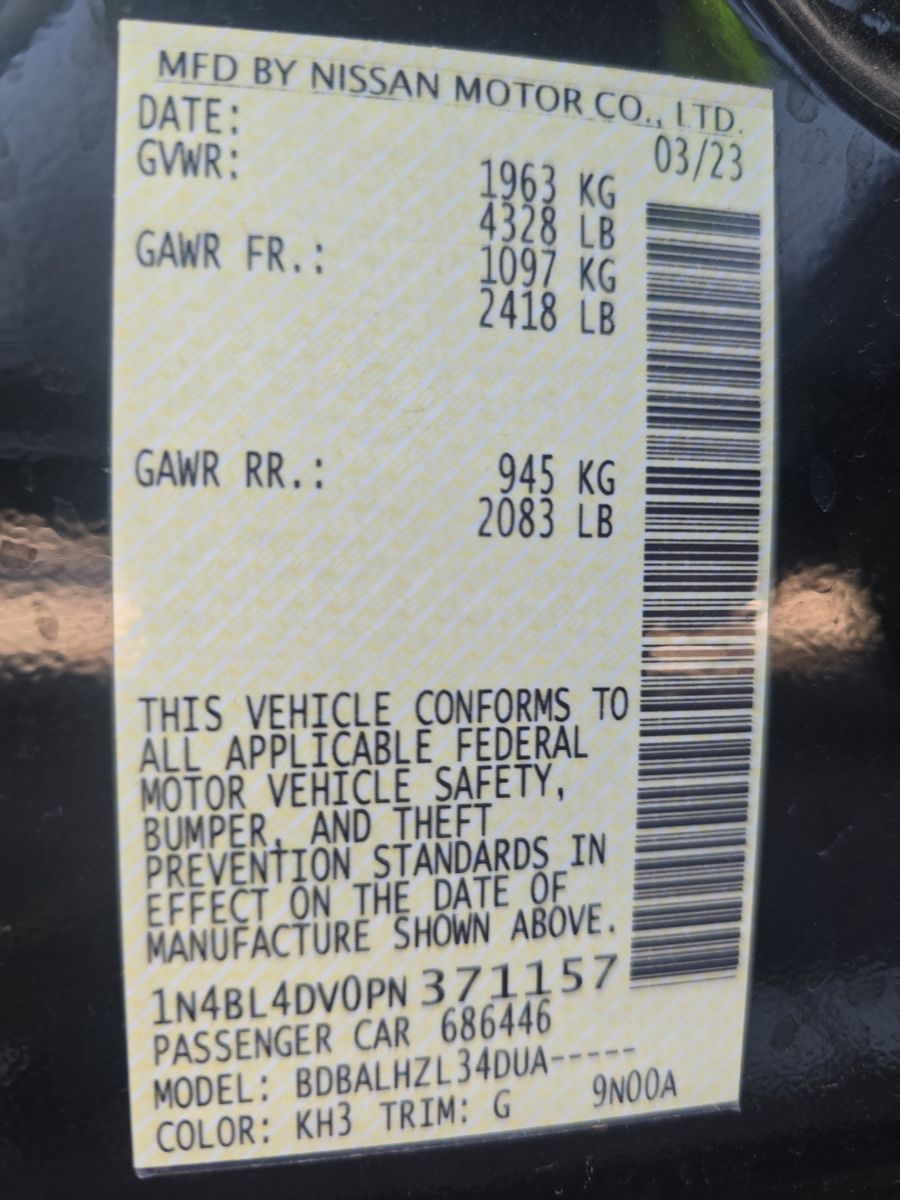 MFD BY NISSAN MOTOR CO., LTD.
DATE: 03/23
GVWR: 1963 KG
4328 LB
GAWR FR.: 1097 KG
2418 LB
GAWR RR.: 945 KG
2083 LB
THIS VEHICLE CONFORMS TO
ALL APPLICABLE FEDERAL
MOTOR VEHICLE SAFETY,
BUMPER, AND THEFT
PREVENTION STANDARDS IN
EFFECT ON THE DATE OF
MANUFACTURE SHOWN ABOVE.
1N4BL4DV0PN371157
PASSENGER CAR 686446
MODEL: BDBALHZL34DUA-----
COLOR: KH3 TRIM: G 9N00A